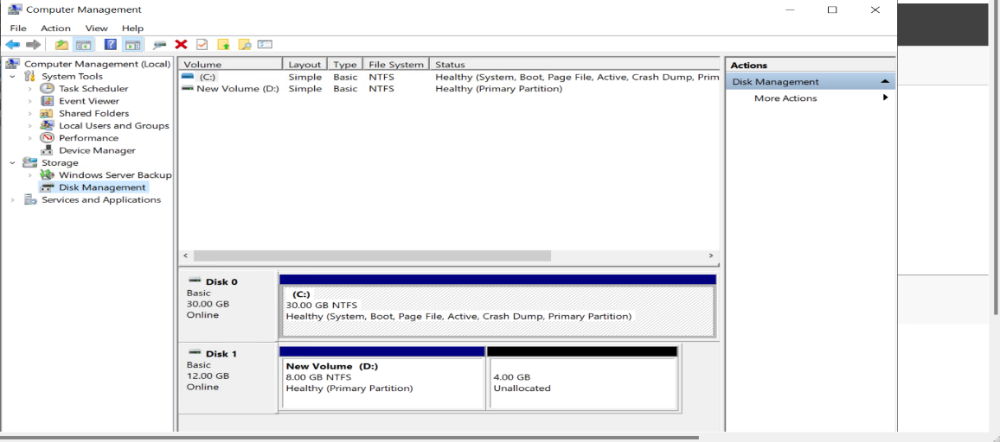 Computer Management
File Action View Help
Computer Management (Local)
System Tools
Task Scheduler
Event Viewer
Shared Folders
Local Users and Groups
Performance
Device Manager
Storage
Windows Server Backup
Disk Management
Services and Applications
Volume Layout Type File System Status
(C:) Simple Basic NTFS Healthy (System, Boot, Page File, Active, Crash Dump, Prim
New Volume (D:) Simple Basic NTFS Healthy (Primary Partition)
Disk 0
Basic
30.00 GB
Online
(C:)
30.00 GB NTFS
Healthy (System, Boot, Page File, Active, Crash Dump, Primary Partition)
Disk 1
Basic
12.00 GB
Online
New Volume (D:)
8.00 GB NTFS
Healthy (Primary Partition)
4.00 GB
Unallocated
Actions
Disk Management
More Actions